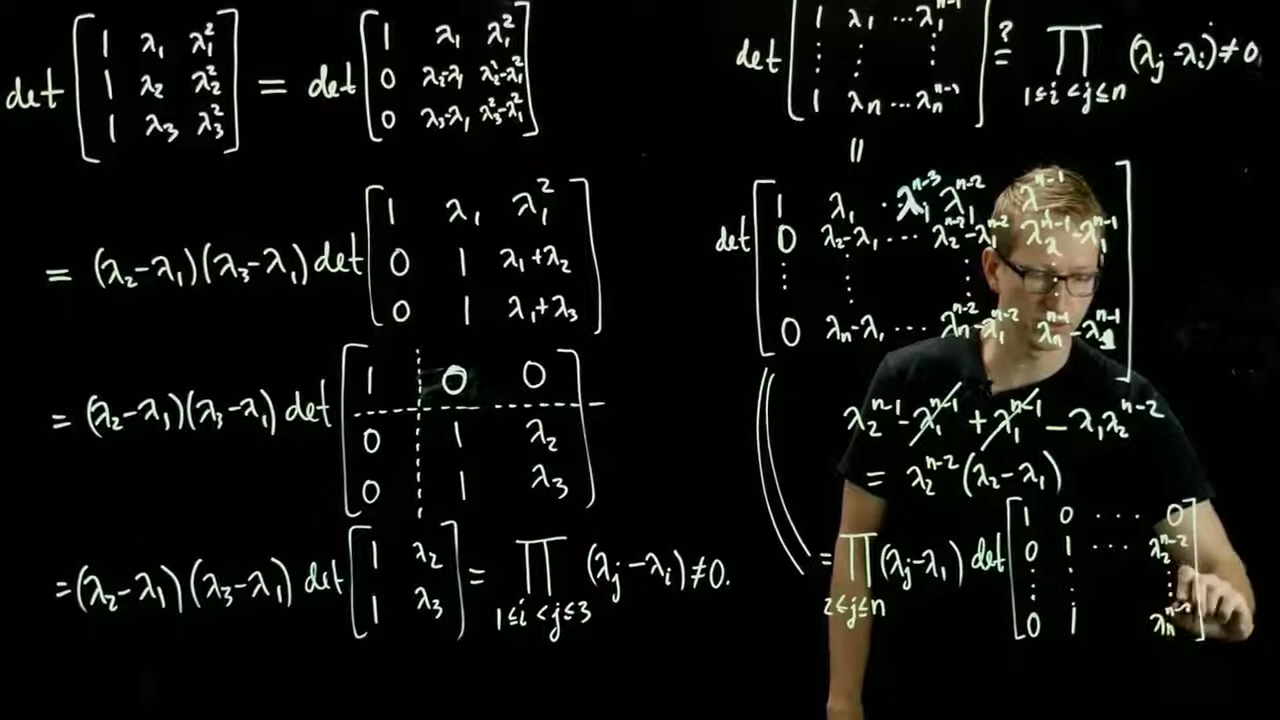 det [ 1 λ₁ λ₁² ; 1 λ₂ λ₂² ; 1 λ₃ λ₃² ] = det [ 1 λ₁ λ₁² ; 0 λ₂-λ₁ λ₂²-λ₁² ; 0 λ₃-λ₁ λ₃²-λ₁² ]
= (λ₂-λ₁)(λ₃-λ₁) det [ 1 λ₁ λ₁² ; 0 1 λ₁+λ₂ ; 0 1 λ₁+λ₃ ]
= (λ₂-λ₁)(λ₃-λ₁) det [ 1 0 0 ; 0 1 λ₂ ; 0 1 λ₃ ]
= (λ₂-λ₁)(λ₃-λ₁) det [ 1 λ₂ ; 1 λ₃ ] = ∏ 1≤i<j≤3 (λⱼ-λᵢ) ≠ 0.
det [ 1 λ₁ ... λ₁ⁿ⁻¹ ; ⋮ ⋮ ⋮ ; 1 λₙ ... λₙⁿ⁻¹ ] ?= ∏ 1≤i<j≤n (λⱼ-λᵢ) ≠ 0
||
det [ 1 λ₁ · λ₁ⁿ⁻³ λ₁ⁿ⁻² λ₁ⁿ⁻¹ ; 0 λ₂-λ₁ ... λ₂ⁿ⁻²-λ₁ⁿ⁻² λ₂ⁿ⁻¹-λ₁ⁿ⁻¹ ; ⋮ ⋮ ⋮ ⋮ ; 0 λₙ-λ₁ ... λₙⁿ⁻²-λ₁ⁿ⁻² λₙⁿ⁻¹-λ₁ⁿ⁻¹ ]
λ₂ⁿ⁻¹ - λ₁ⁿ⁻¹ + λ₁ⁿ⁻¹ - λ₁λ₂ⁿ⁻²
= λ₂ⁿ⁻²(λ₂-λ₁)
= ∏ 2≤j≤n (λⱼ-λ₁) det [ 1 0 .... 0 ; 0 1 ... λ₂ⁿ⁻² ; ⋮ ⋮ ⋮ ; 0 1 λₙⁿ⁻² ]